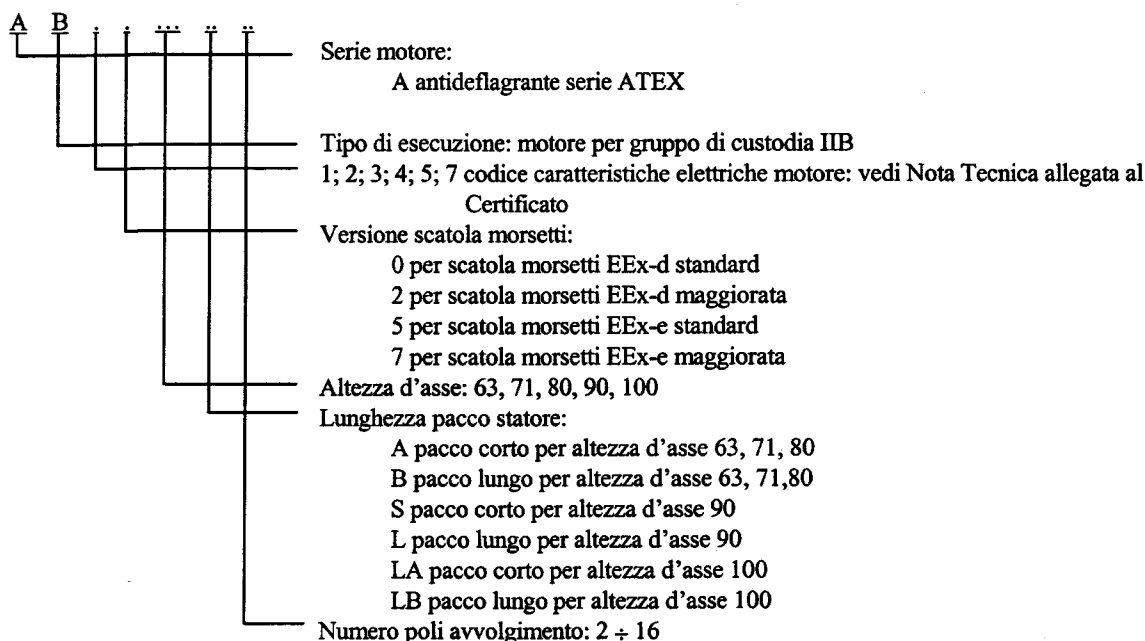 A B . . ... .. ..
Serie motore:
A antideflagrante serie ATEX
Tipo di esecuzione: motore per gruppo di custodia IIB
1; 2; 3; 4; 5; 7 codice caratteristiche elettriche motore: vedi Nota Tecnica allegata al
Certificato
Versione scatola morsetti:
0 per scatola morsetti EEx-d standard
2 per scatola morsetti EEx-d maggiorata
5 per scatola morsetti EEx-e standard
7 per scatola morsetti EEx-e maggiorata
Altezza d'asse: 63, 71, 80, 90, 100
Lunghezza pacco statore:
A pacco corto per altezza d'asse 63, 71, 80
B pacco lungo per altezza d'asse 63, 71,80
S pacco corto per altezza d'asse 90
L pacco lungo per altezza d'asse 90
LA pacco corto per altezza d'asse 100
LB pacco lungo per altezza d'asse 100
Numero poli avvolgimento: 2 ÷ 16